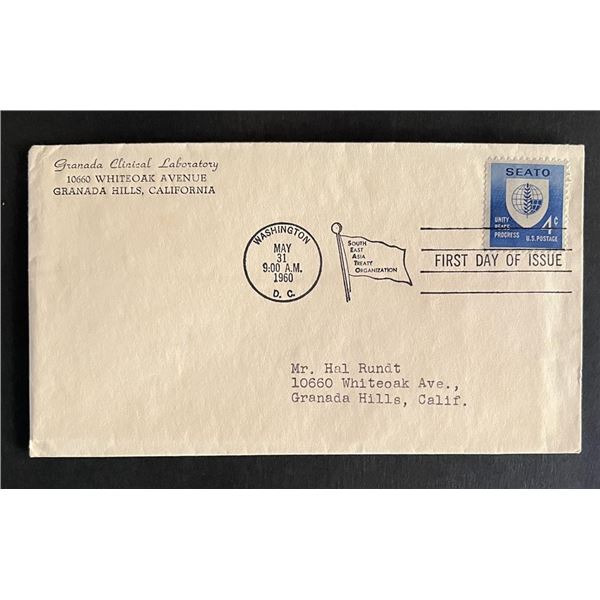 Granada Clinical Laboratory
10660 WHITEOAK AVENUE
GRANADA HILLS, CALIFORNIA
SEATO
UNITY
PEACE
PROGRESS
4¢
U.S. POSTAGE
WASHINGTON
MAY
31
9:00 A.M.
1960
D. C.
SOUTH
EAST
ASIA
TREATY
ORGANIZATION
FIRST DAY OF ISSUE
Mr. Hal Rundt
10660 Whiteoak Ave.,
Granada Hills, Calif.